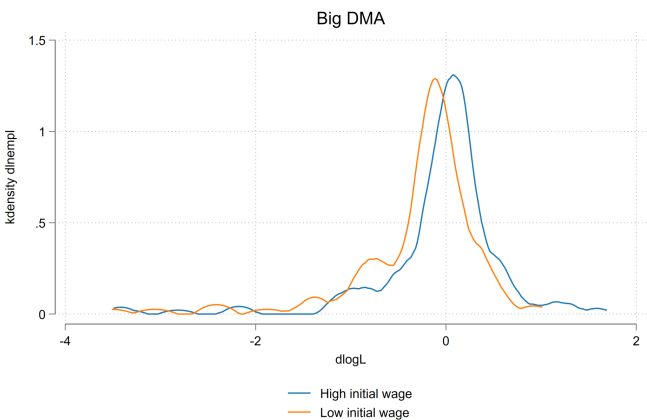 Big DMA
1.5
1
.5
0
kdensity dlnempl
-4
-2
0
2
dlogL
High initial wage
Low initial wage